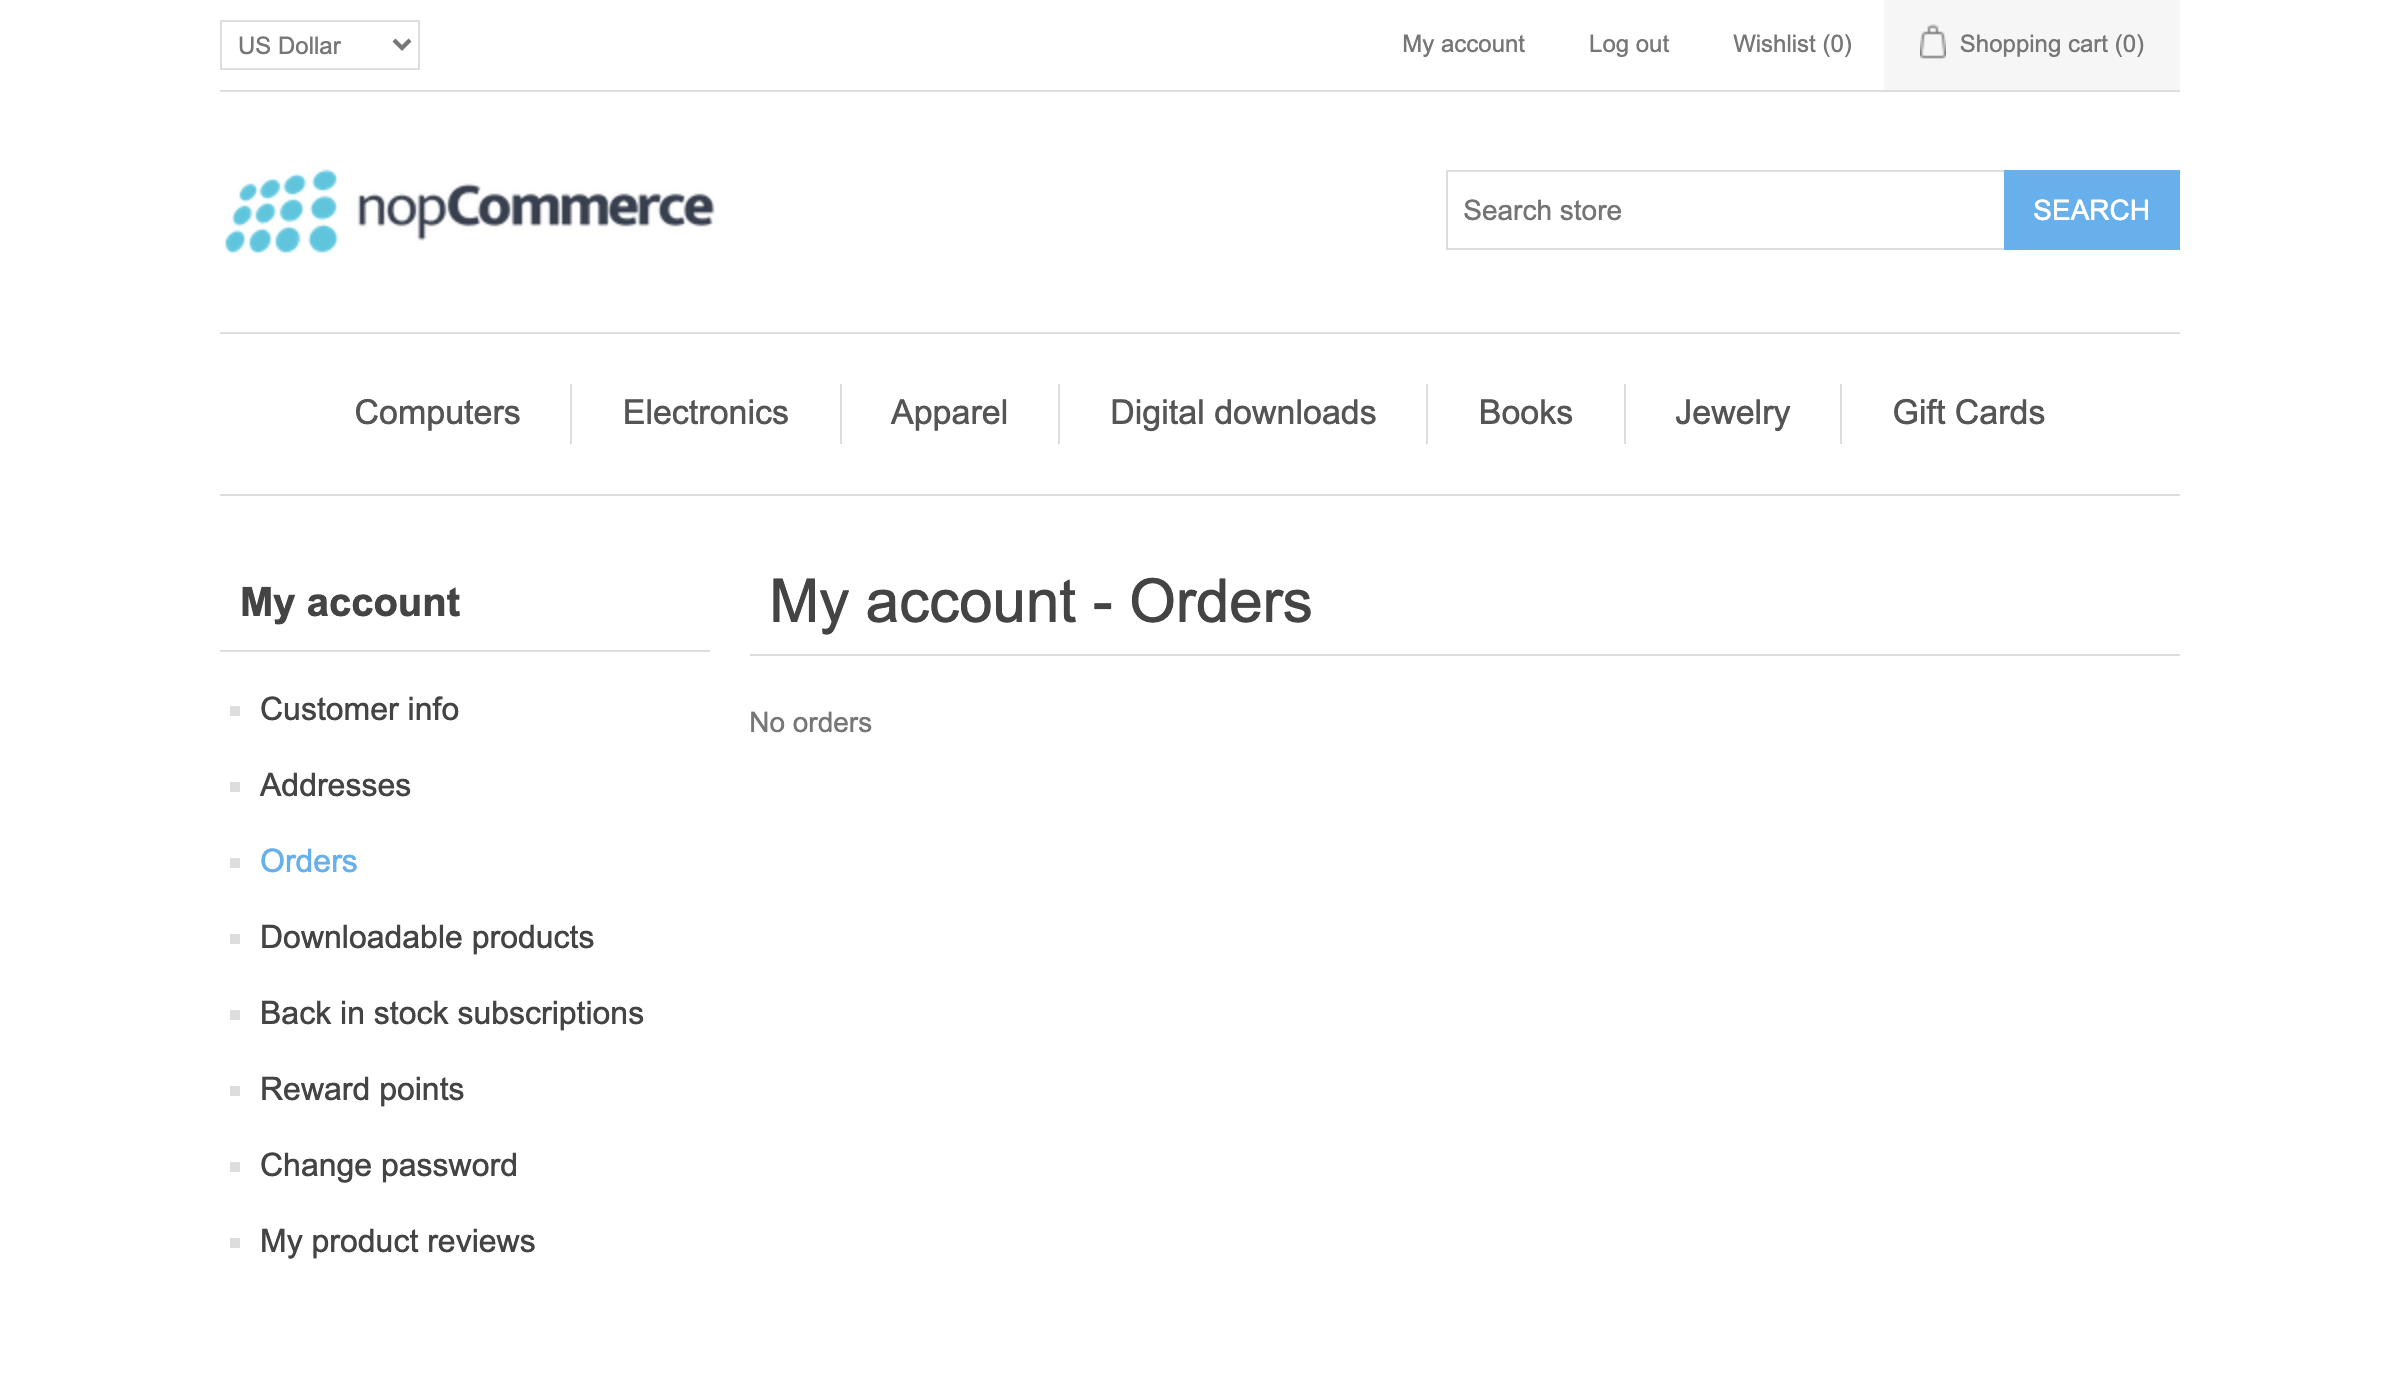 US Dollar
My account
Log out
Wishlist (0)
Shopping cart (0)
nopCommerce
Search store
SEARCH
Computers
Electronics
Apparel
Digital downloads
Books
Jewelry
Gift Cards
My account
Customer info
Addresses
Orders
Downloadable products
Back in stock subscriptions
Reward points
Change password
My product reviews
My account - Orders
No orders